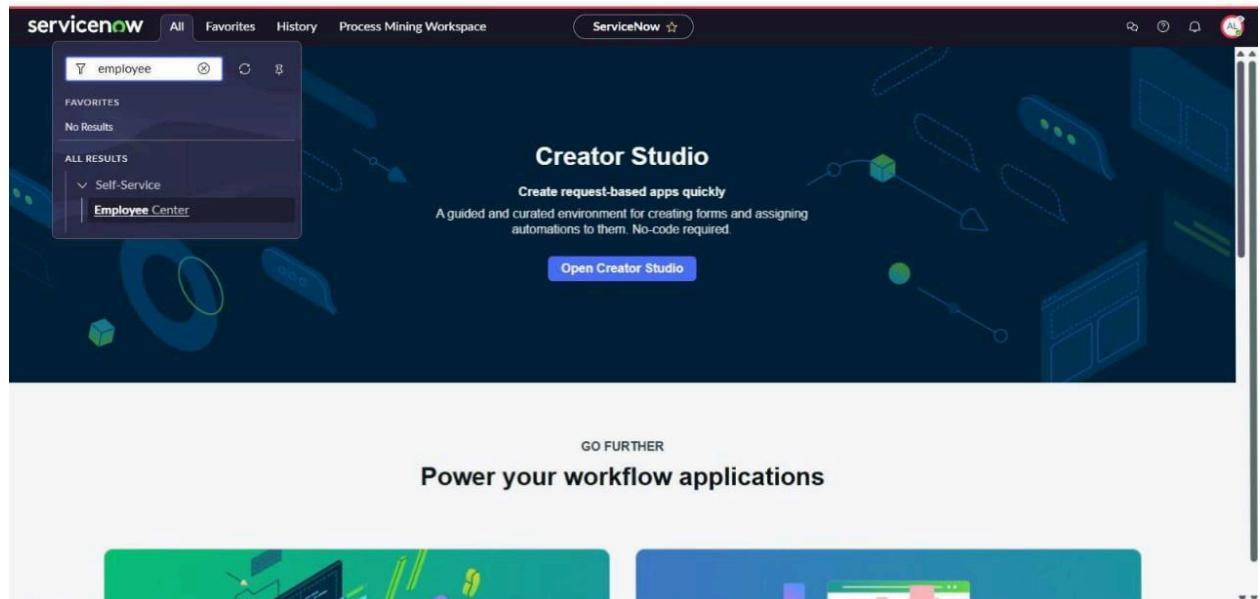 servicenow All Favorites History Process Mining Workspace ServiceNow AL
employee
FAVORITES
No Results
ALL RESULTS
Self-Service
Employee Center
Creator Studio
Create request-based apps quickly
A guided and curated environment for creating forms and assigning
automations to them. No-code required.
Open Creator Studio
GO FURTHER
Power your workflow applications